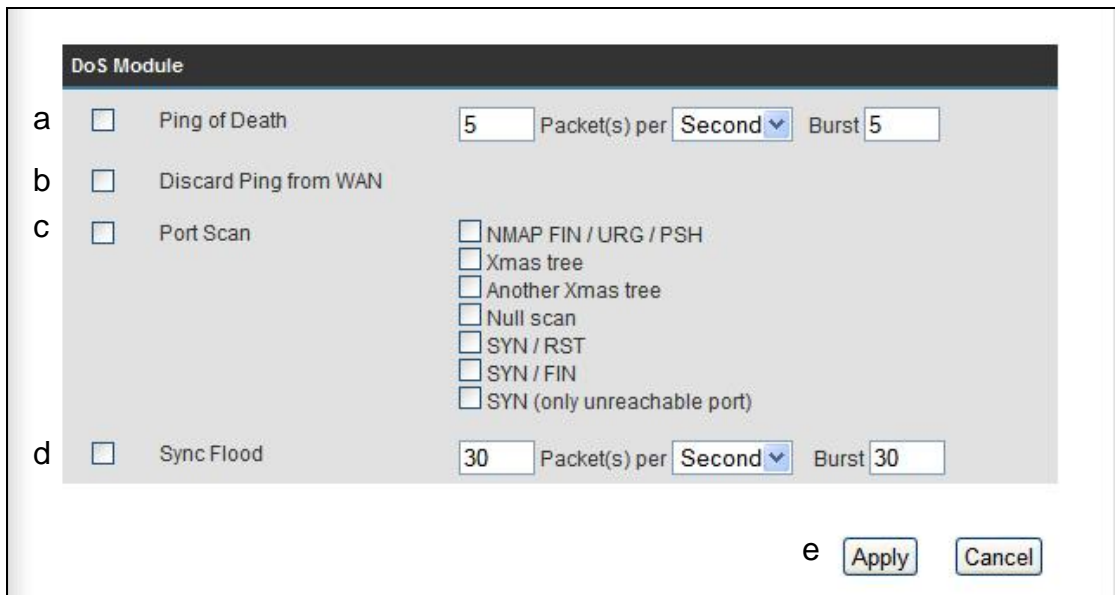 DoS Module
a Ping of Death 5 Packet(s) per Second Burst 5
b Discard Ping from WAN
c Port Scan NMAP FIN / URG / PSH
Xmas tree
Another Xmas tree
Null scan
SYN / RST
SYN / FIN
SYN (only unreachable port)
d Sync Flood 30 Packet(s) per Second Burst 30
e Apply Cancel